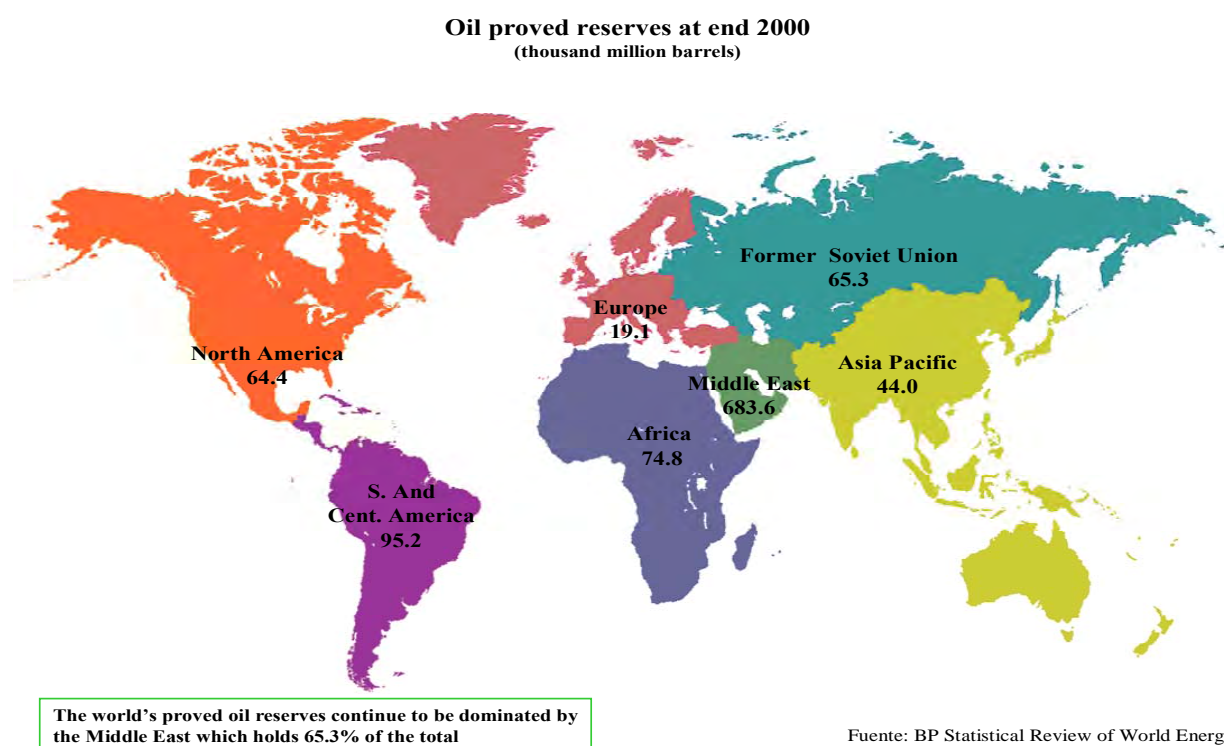 Oil proved reserves at end 2000
(thousand million barrels)
Former Soviet Union
65.3
Europe
19.1
North America
64.4
Asia Pacific
44.0
Middle East
683.6
Africa
74.8
S. And
Cent. America
95.2
The world's proved oil reserves continue to be dominated by
the Middle East which holds 65.3% of the total
Fuente: BP Statistical Review of World Energ